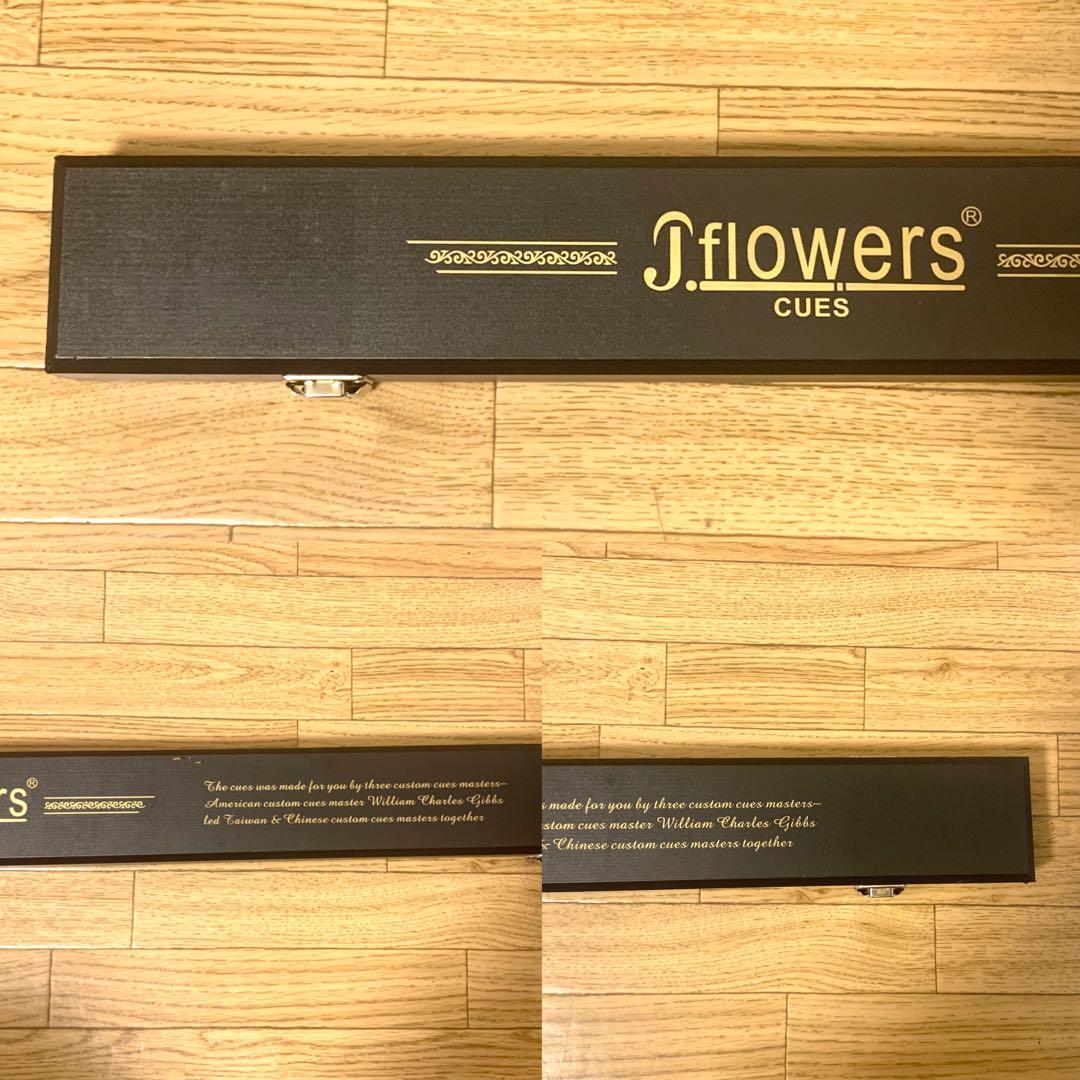 J.flowers®
CUES
rs®
The cues was made for you by three custom cues masters—
American custom cues master William Charles Gibbs
led Taiwan & Chinese custom cues masters together
s made for you by three custom cues masters—
stom cues master William Charles Gibbs
& Chinese custom cues masters together